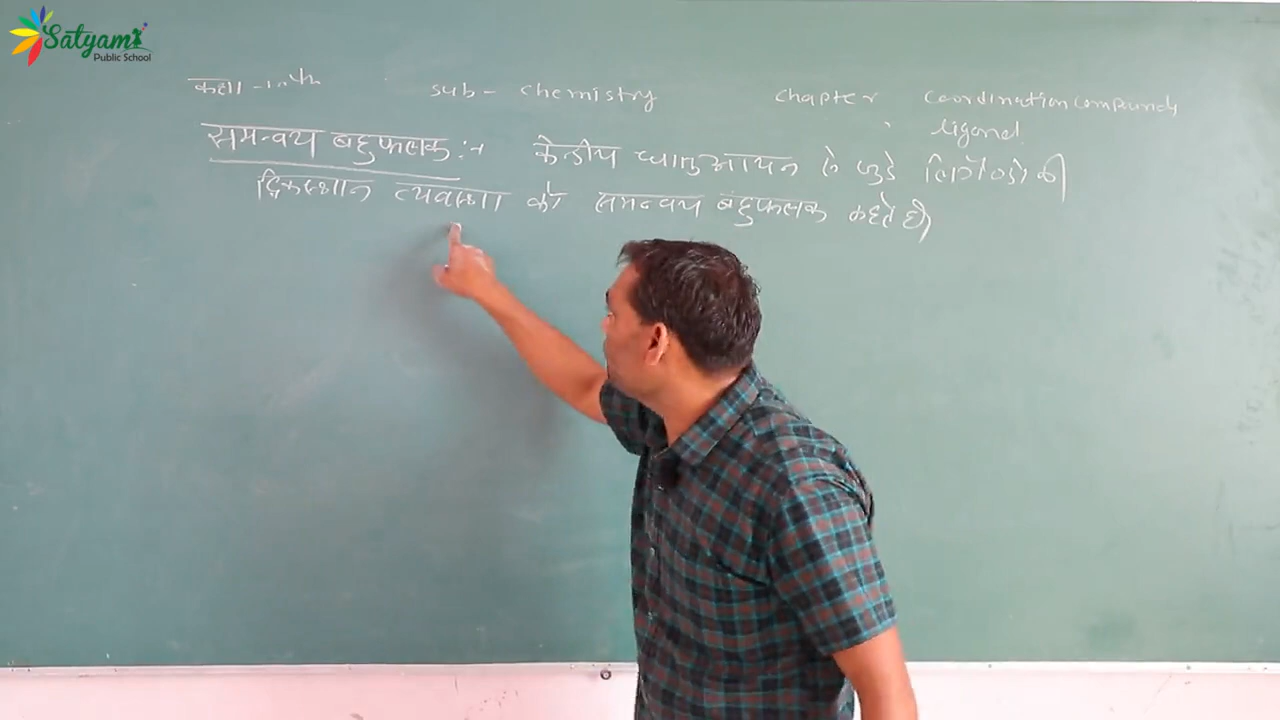 Satyam
Public School
कक्षा - 12th sub - chemistry chapter coordination compounds
ligand
समन्वय बहुफलक :→ केन्द्रीय धातु आयन से जुड़े लिगेंण्डो की
दिकस्थान व्यवस्था को समन्वय बहुफलक कहते है।